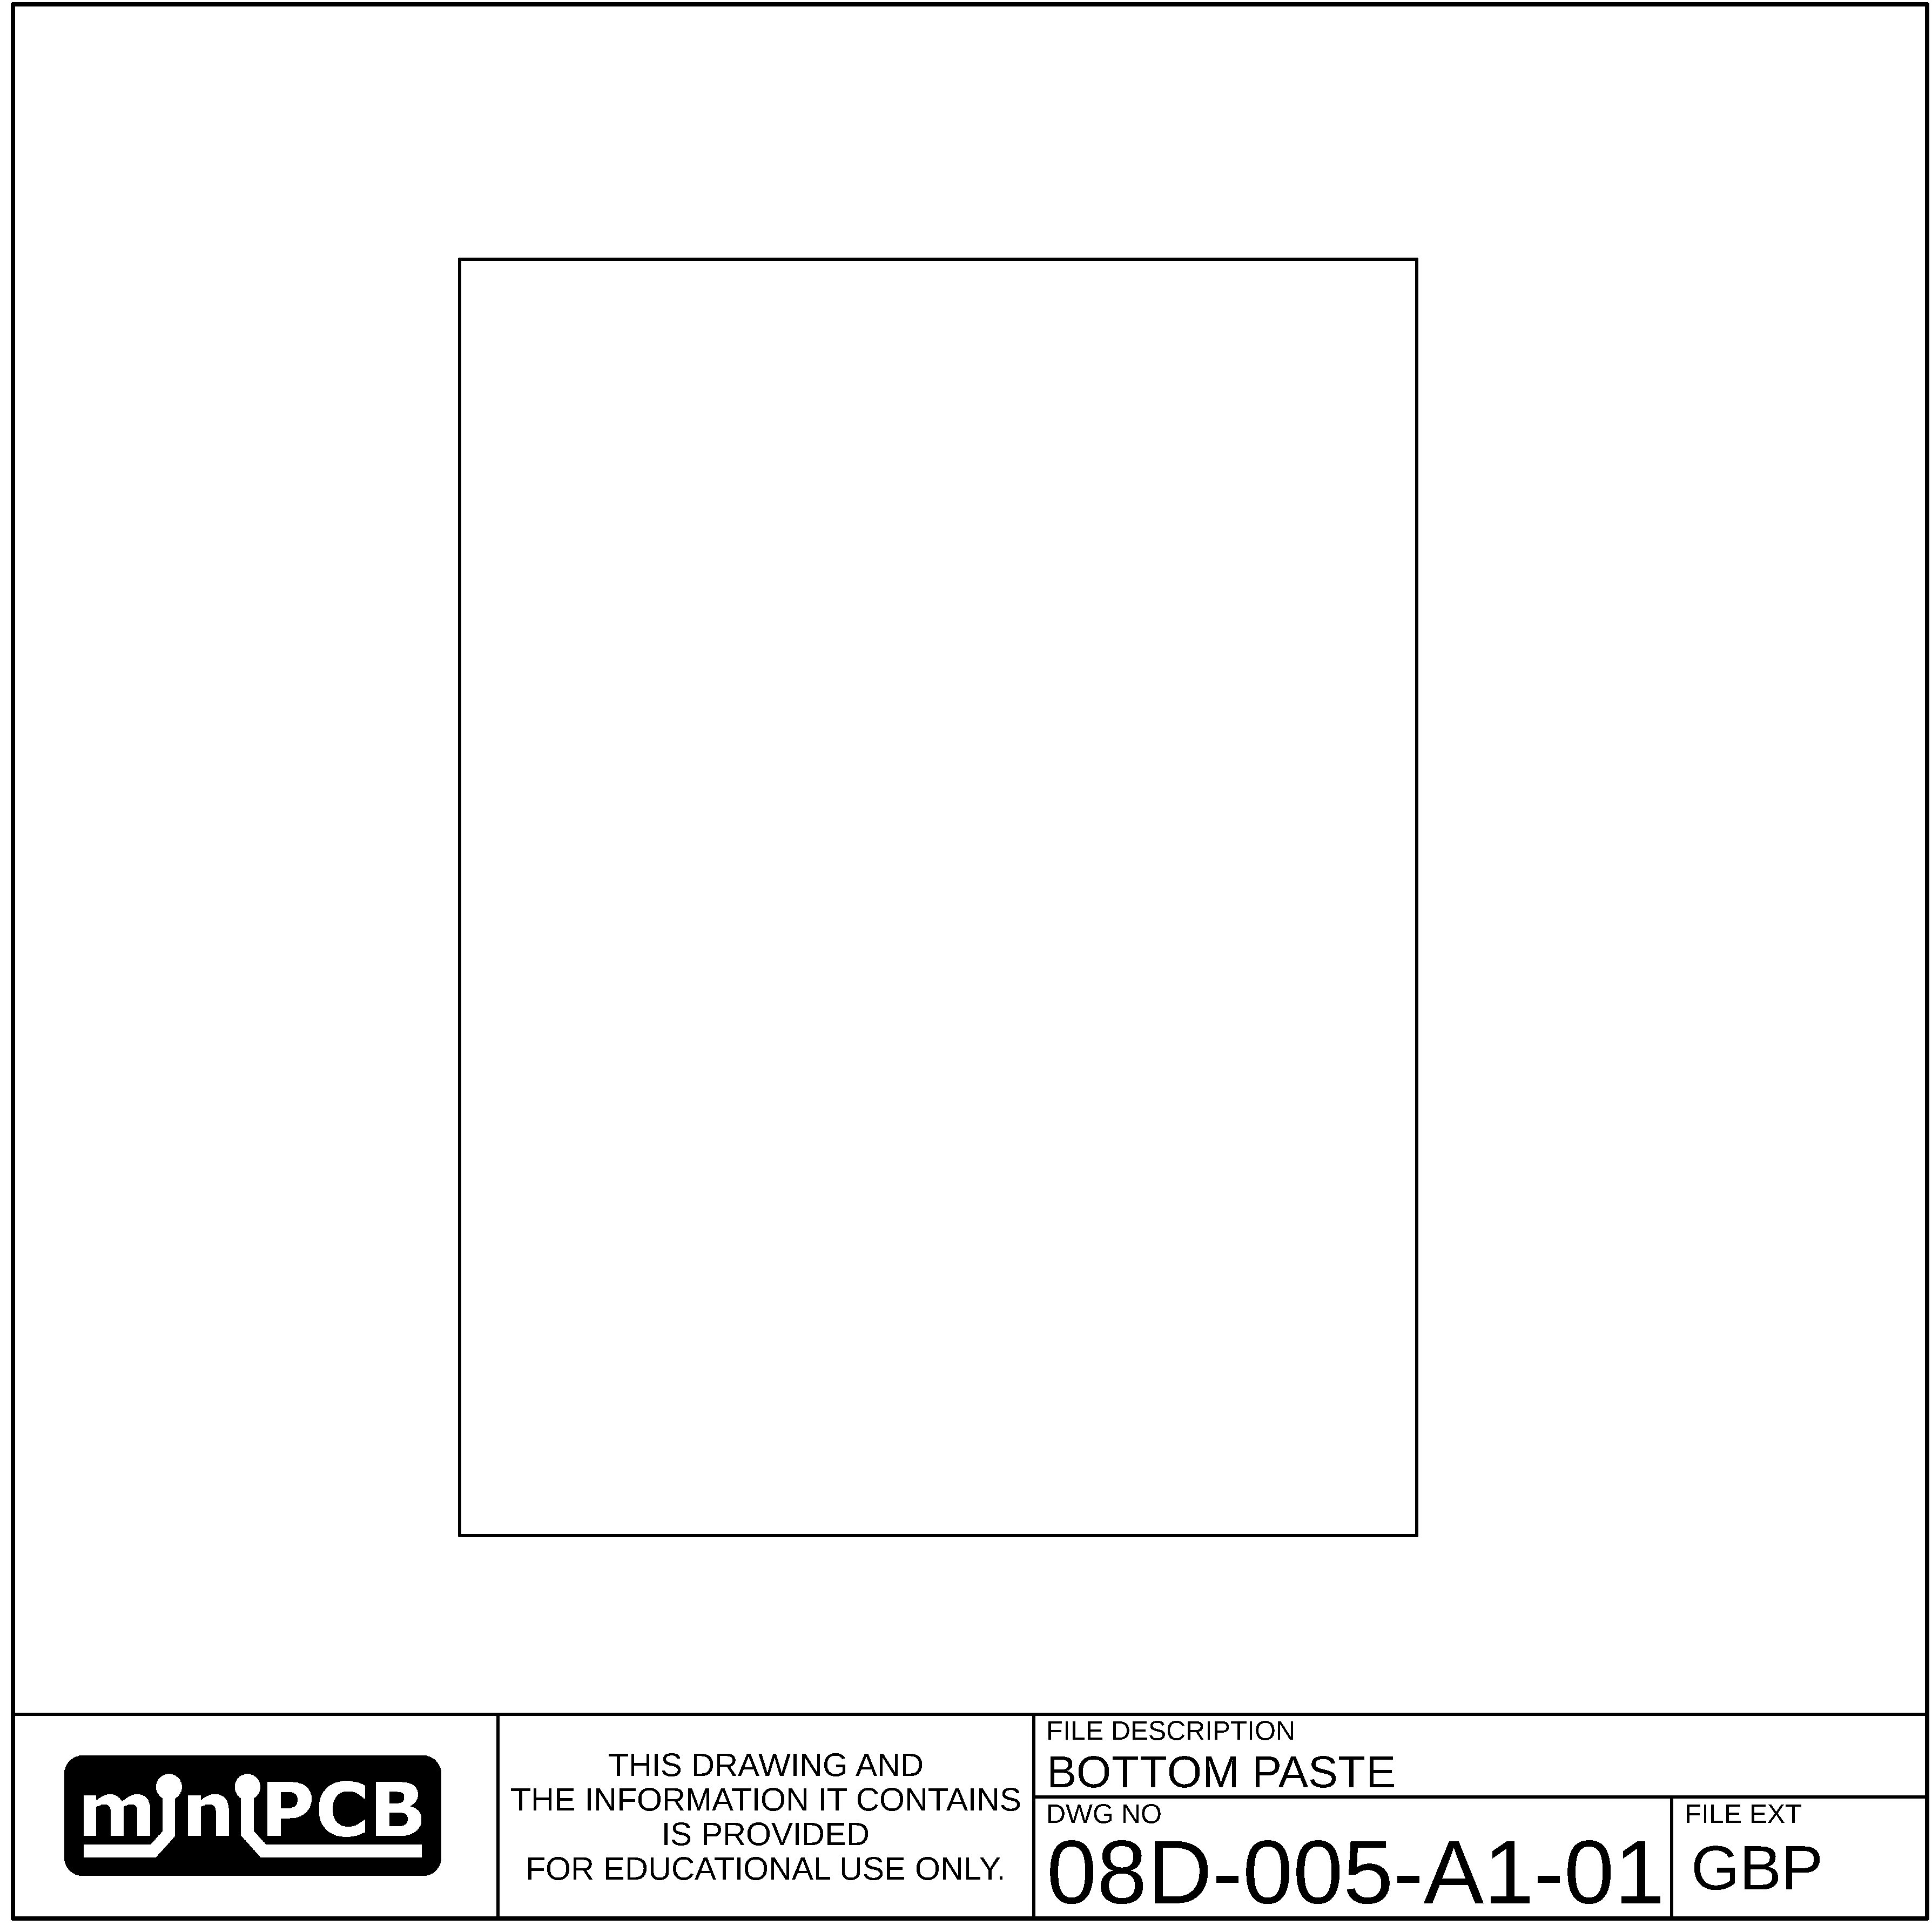 miniPCB
THIS DRAWING AND
THE INFORMATION IT CONTAINS
IS PROVIDED
FOR EDUCATIONAL USE ONLY.
FILE DESCRIPTION
BOTTOM PASTE
DWG NO
08D-005-A1-01
FILE EXT
GBP